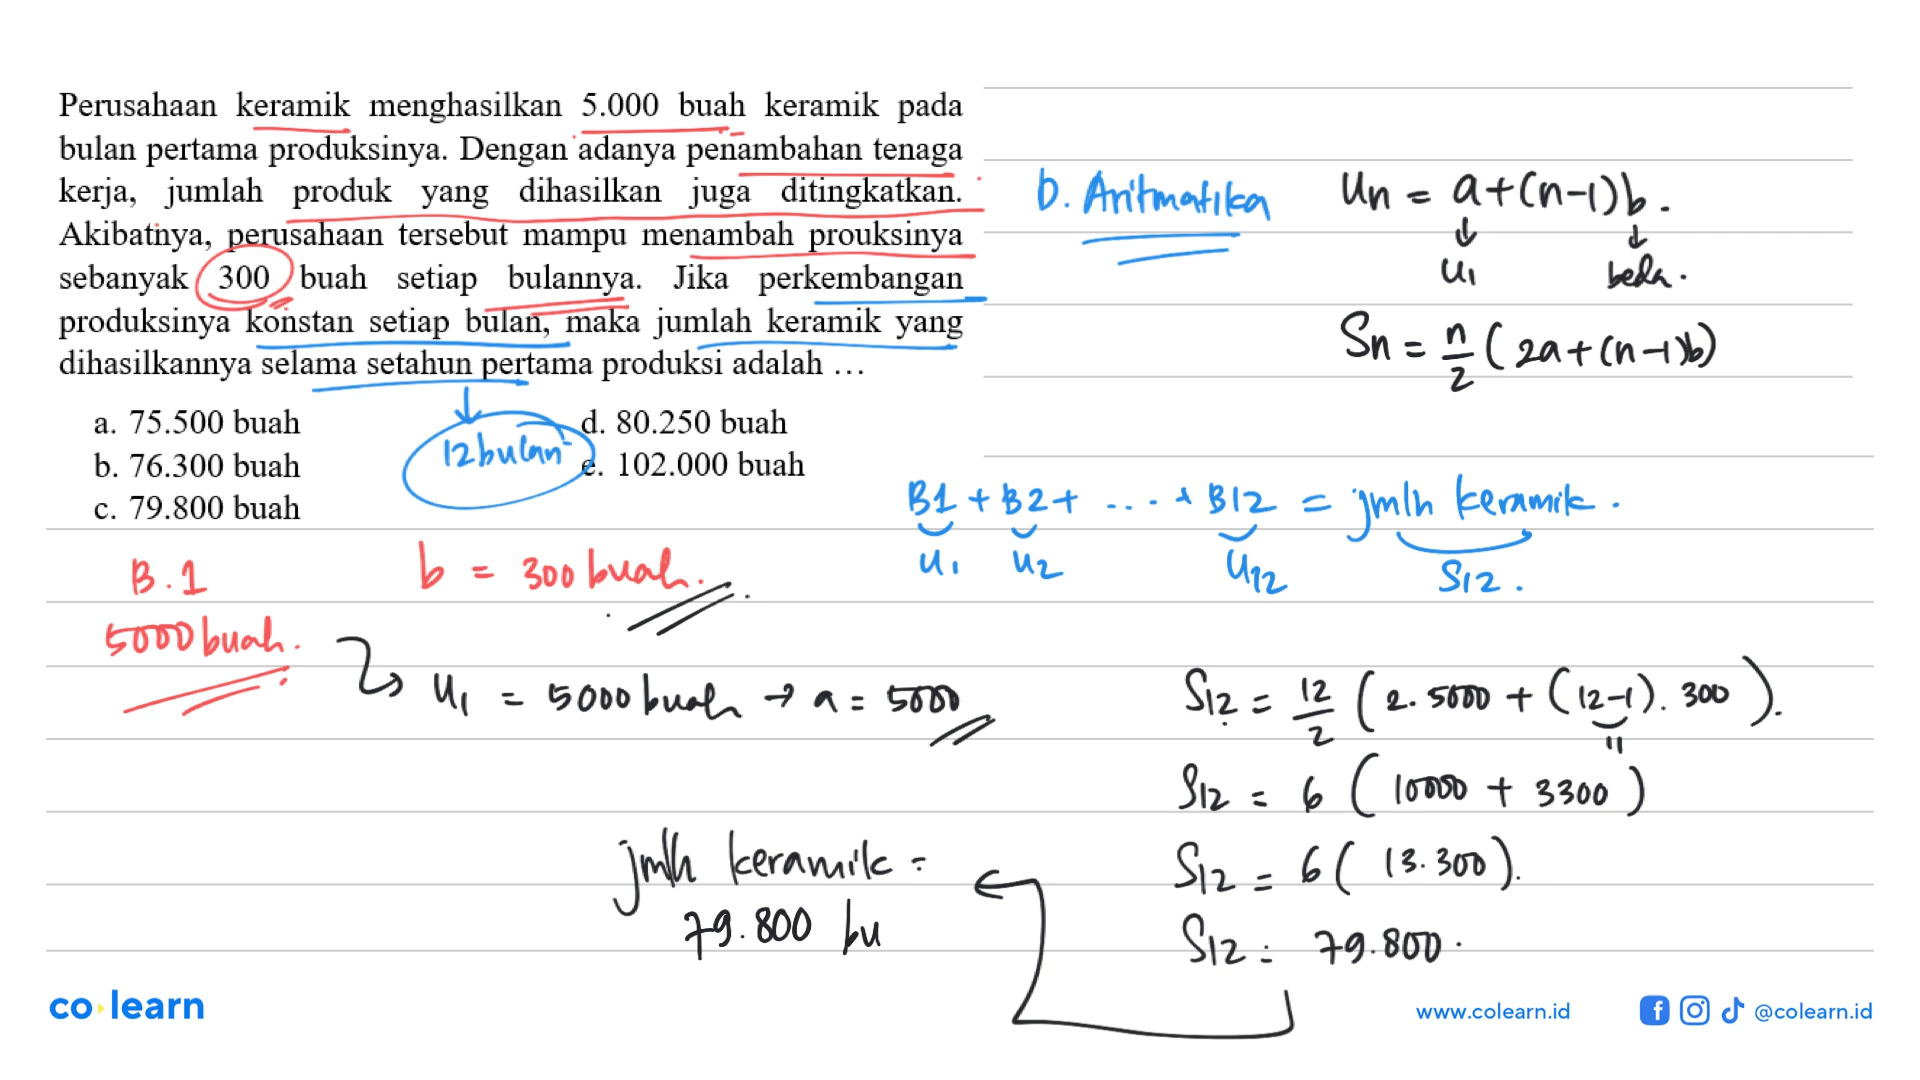 Perusahaan keramik menghasilkan 5.000 buah keramik pada
bulan pertama produksinya. Dengan adanya penambahan tenaga
kerja, jumlah produk yang dihasilkan juga ditingkatkan.
Akibatnya, perusahaan tersebut mampu menambah prouksinya
sebanyak 300 buah setiap bulannya. Jika perkembangan
produksinya konstan setiap bulan, maka jumlah keramik yang
dihasilkannya selama setahun pertama produksi adalah ...
a. 75.500 buah
b. 76.300 buah
c. 79.800 buah
d. 80.250 buah
e. 102.000 buah
12 bulan
b. Aritmatika
Un = a+(n-1)b.
↓ ↓
U1 beda.
Sn = n/2 (2a+(n-1)b)
B1 + B2 + ... + B12 = jmlh keramik.
U1 U2 U12 S12.
B.1
5000 buah.
b = 300 buah.
U1 = 5000 buah → a = 5000
S12 = 12/2 (2.5000 + (12-1).300).
11
S12 = 6 (10000 + 3300)
S12 = 6(13.300).
S12 = 79.800.
jmlh keramik =
79.800 bu
co learn
www.colearn.id
@colearn.id